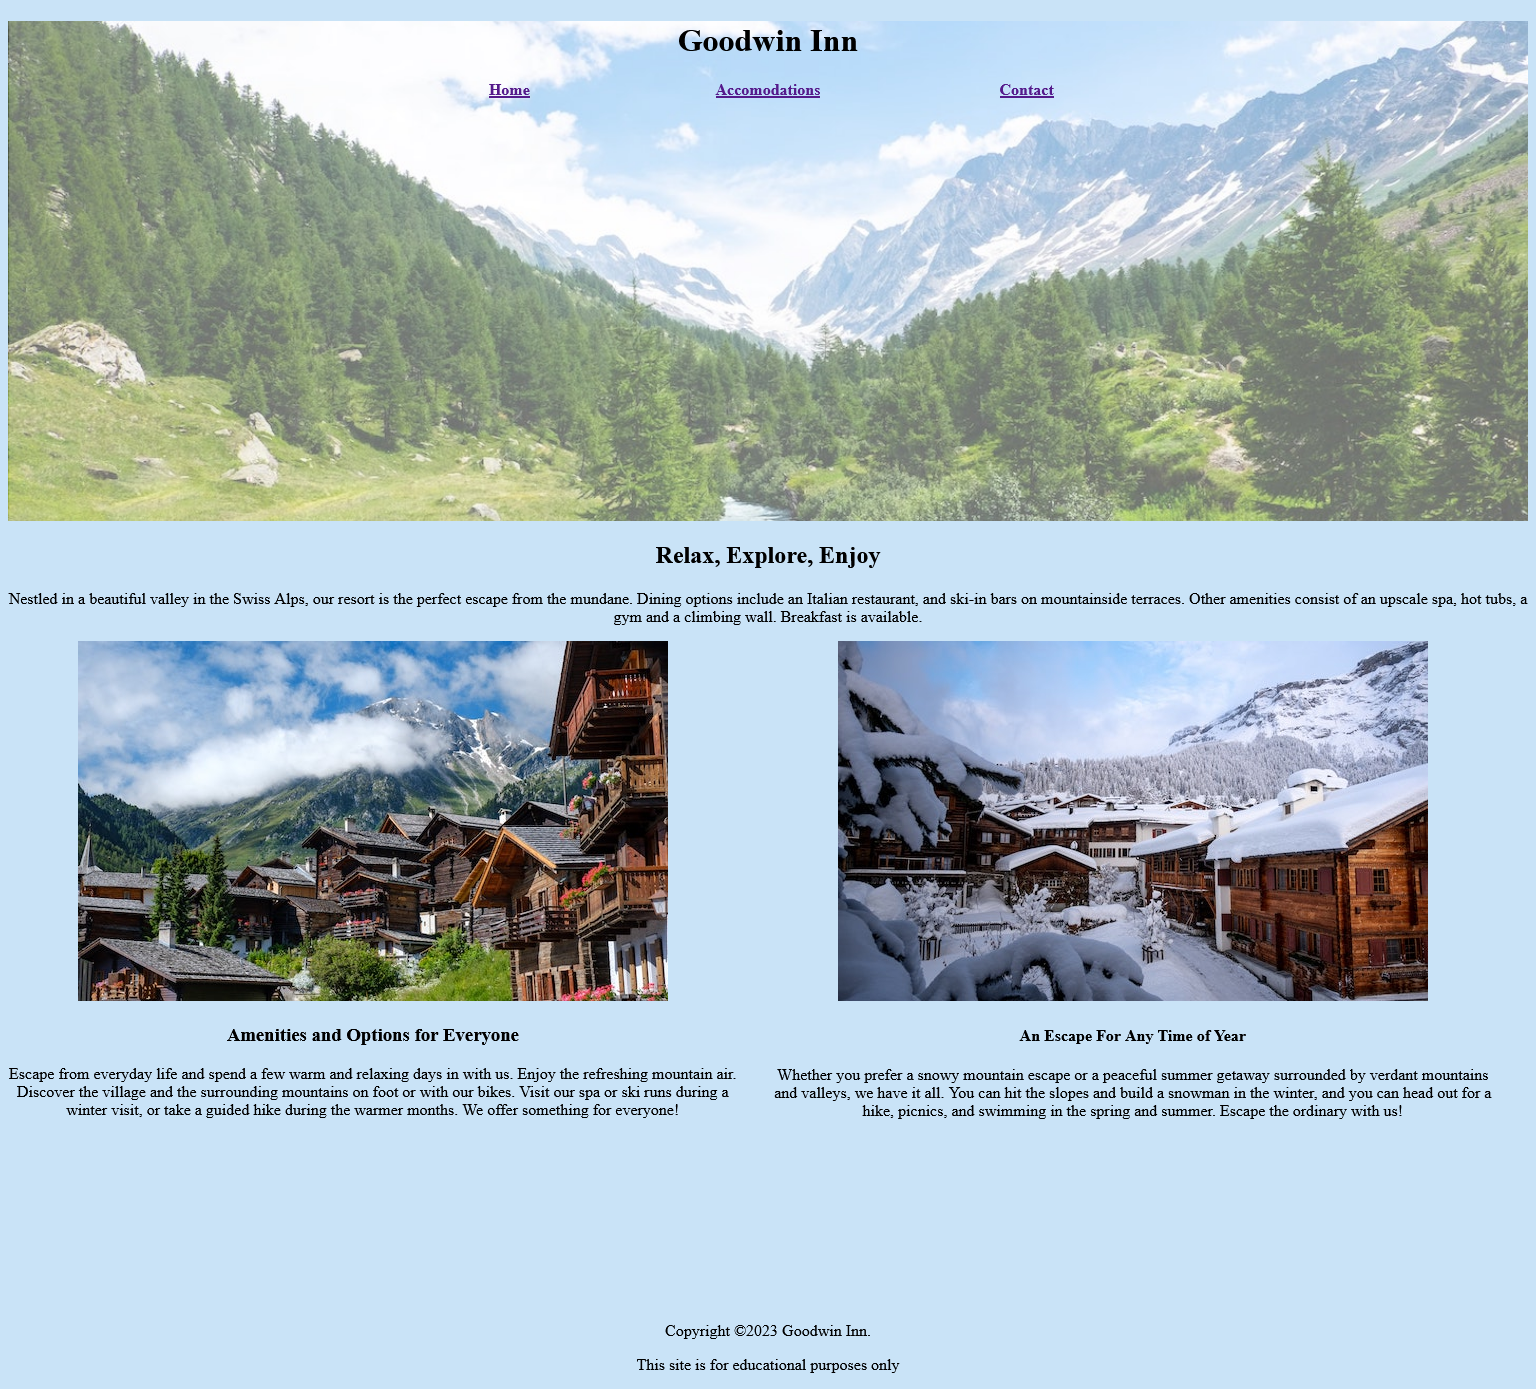 Goodwin Inn
Home Accomodations Contact
Relax, Explore, Enjoy
Nestled in a beautiful valley in the Swiss Alps, our resort is the perfect escape from the mundane. Dining options include an Italian restaurant, and ski-in bars on mountainside terraces. Other amenities consist of an upscale spa, hot tubs, a
gym and a climbing wall. Breakfast is available.
Amenities and Options for Everyone
Escape from everyday life and spend a few warm and relaxing days in with us. Enjoy the refreshing mountain air.
Discover the village and the surrounding mountains on foot or with our bikes. Visit our spa or ski runs during a
winter visit, or take a guided hike during the warmer months. We offer something for everyone!
An Escape For Any Time of Year
Whether you prefer a snowy mountain escape or a peaceful summer getaway surrounded by verdant mountains
and valleys, we have it all. You can hit the slopes and build a snowman in the winter, and you can head out for a
hike, picnics, and swimming in the spring and summer. Escape the ordinary with us!
Copyright ©2023 Goodwin Inn.
This site is for educational purposes only